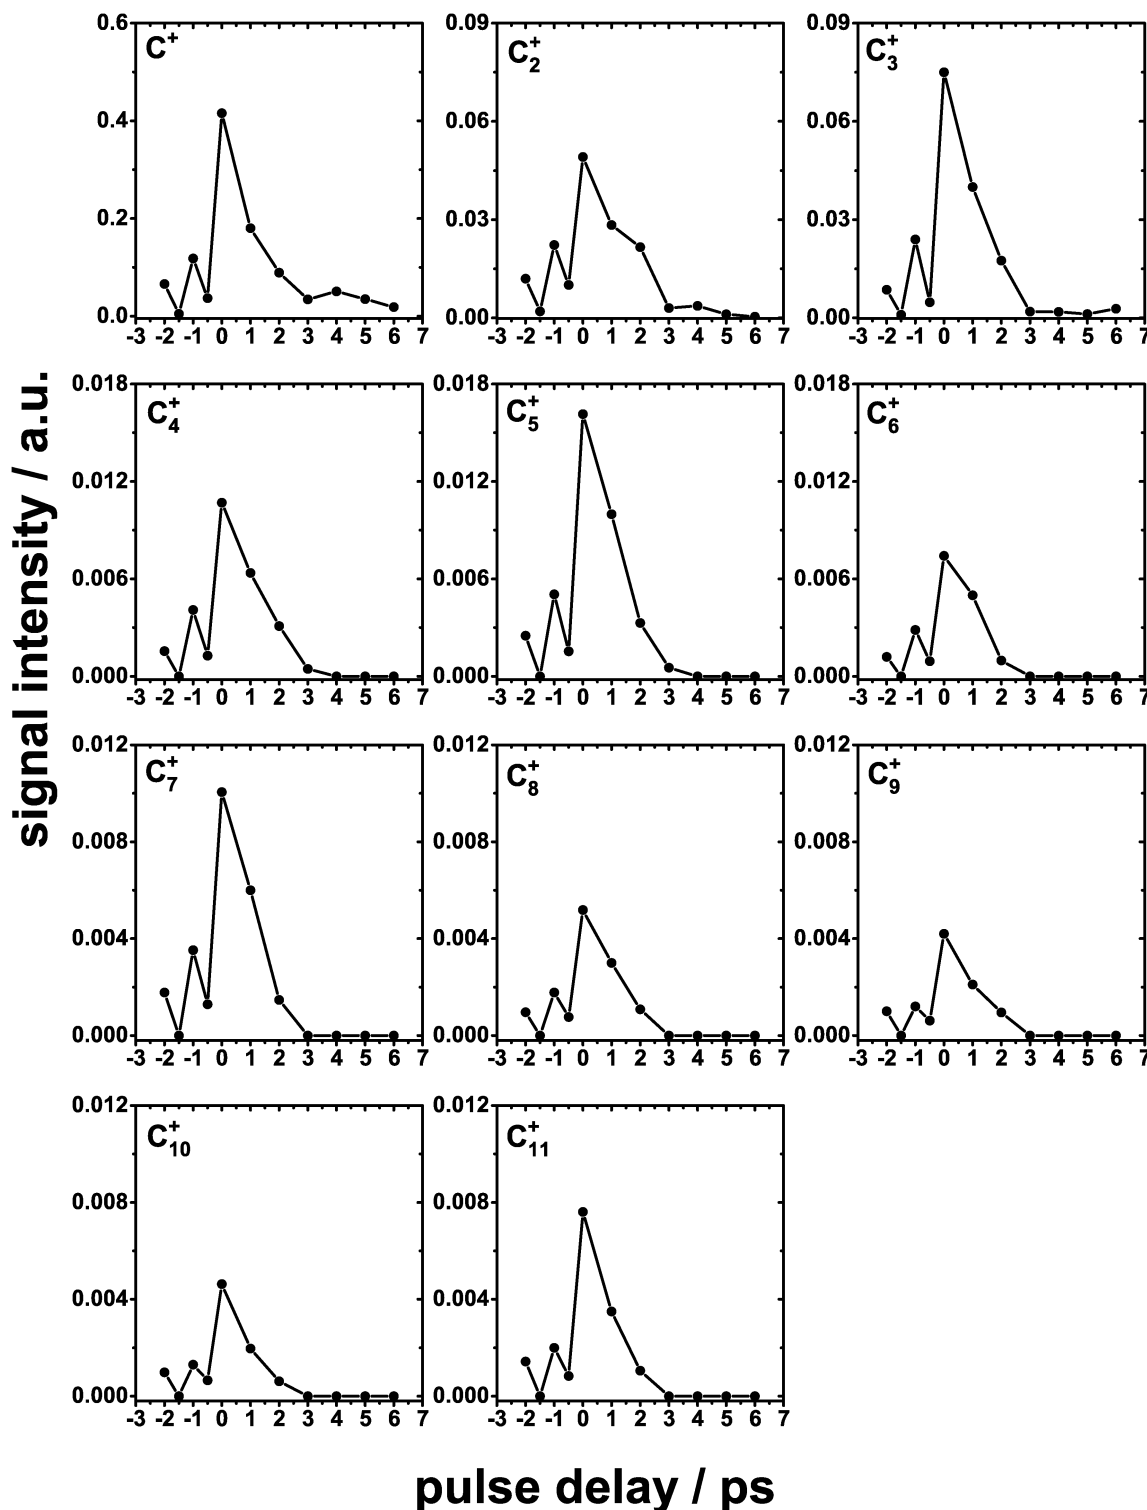 signal intensity / a.u.
C+
0.6
0.4
0.2
0.0
-3 -2 -1 0 1 2 3 4 5 6 7
C2+
0.09
0.06
0.03
0.00
-3 -2 -1 0 1 2 3 4 5 6 7
C3+
0.09
0.06
0.03
0.00
-3 -2 -1 0 1 2 3 4 5 6 7
C4+
0.018
0.012
0.006
0.000
-3 -2 -1 0 1 2 3 4 5 6 7
C5+
0.018
0.012
0.006
0.000
-3 -2 -1 0 1 2 3 4 5 6 7
C6+
0.018
0.012
0.006
0.000
-3 -2 -1 0 1 2 3 4 5 6 7
C7+
0.012
0.008
0.004
0.000
-3 -2 -1 0 1 2 3 4 5 6 7
C8+
0.012
0.008
0.004
0.000
-3 -2 -1 0 1 2 3 4 5 6 7
C9+
0.012
0.008
0.004
0.000
-3 -2 -1 0 1 2 3 4 5 6 7
C10+
0.012
0.008
0.004
0.000
-3 -2 -1 0 1 2 3 4 5 6 7
C11+
0.012
0.008
0.004
0.000
-3 -2 -1 0 1 2 3 4 5 6 7
pulse delay / ps